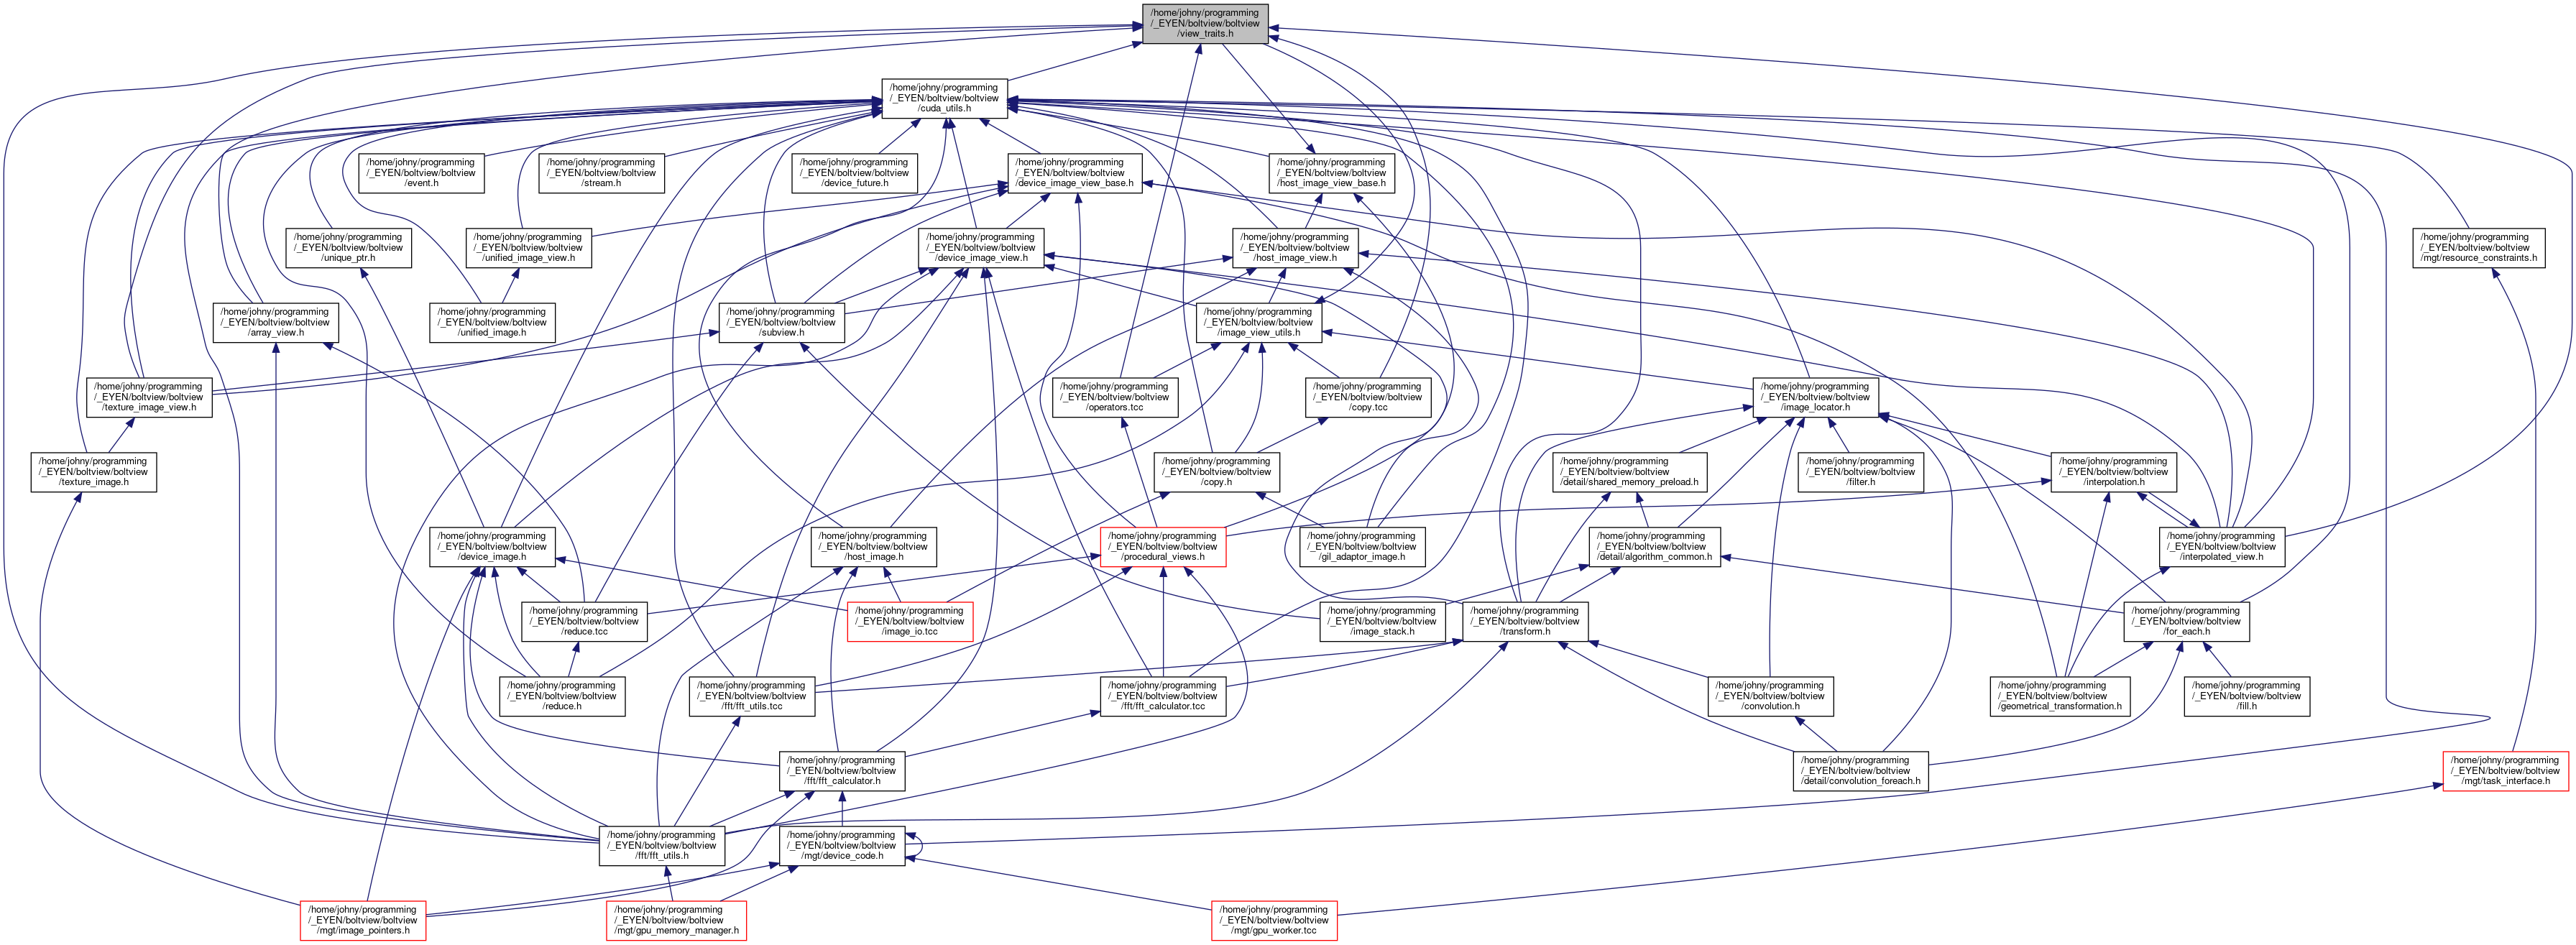 /home/johny/programming
/_EYEN/boltview/boltview
/view_traits.h
/home/johny/programming
/_EYEN/boltview/boltview
/cuda_utils.h
/home/johny/programming
/_EYEN/boltview/boltview
/event.h
/home/johny/programming
/_EYEN/boltview/boltview
/stream.h
/home/johny/programming
/_EYEN/boltview/boltview
/device_future.h
/home/johny/programming
/_EYEN/boltview/boltview
/device_image_view_base.h
/home/johny/programming
/_EYEN/boltview/boltview
/host_image_view_base.h
/home/johny/programming
/_EYEN/boltview/boltview
/unique_ptr.h
/home/johny/programming
/_EYEN/boltview/boltview
/unified_image_view.h
/home/johny/programming
/_EYEN/boltview/boltview
/device_image_view.h
/home/johny/programming
/_EYEN/boltview/boltview
/host_image_view.h
/home/johny/programming
/_EYEN/boltview/boltview
/mgt/resource_constraints.h
/home/johny/programming
/_EYEN/boltview/boltview
/array_view.h
/home/johny/programming
/_EYEN/boltview/boltview
/unified_image.h
/home/johny/programming
/_EYEN/boltview/boltview
/subview.h
/home/johny/programming
/_EYEN/boltview/boltview
/image_view_utils.h
/home/johny/programming
/_EYEN/boltview/boltview
/texture_image_view.h
/home/johny/programming
/_EYEN/boltview/boltview
/operators.tcc
/home/johny/programming
/_EYEN/boltview/boltview
/copy.tcc
/home/johny/programming
/_EYEN/boltview/boltview
/image_locator.h
/home/johny/programming
/_EYEN/boltview/boltview
/texture_image.h
/home/johny/programming
/_EYEN/boltview/boltview
/copy.h
/home/johny/programming
/_EYEN/boltview/boltview
/detail/shared_memory_preload.h
/home/johny/programming
/_EYEN/boltview/boltview
/filter.h
/home/johny/programming
/_EYEN/boltview/boltview
/interpolation.h
/home/johny/programming
/_EYEN/boltview/boltview
/device_image.h
/home/johny/programming
/_EYEN/boltview/boltview
/host_image.h
/home/johny/programming
/_EYEN/boltview/boltview
/procedural_views.h
/home/johny/programming
/_EYEN/boltview/boltview
/gil_adaptor_image.h
/home/johny/programming
/_EYEN/boltview/boltview
/detail/algorithm_common.h
/home/johny/programming
/_EYEN/boltview/boltview
/interpolated_view.h
/home/johny/programming
/_EYEN/boltview/boltview
/reduce.tcc
/home/johny/programming
/_EYEN/boltview/boltview
/image_io.tcc
/home/johny/programming
/_EYEN/boltview/boltview
/image_stack.h
/home/johny/programming
/_EYEN/boltview/boltview
/transform.h
/home/johny/programming
/_EYEN/boltview/boltview
/for_each.h
/home/johny/programming
/_EYEN/boltview/boltview
/reduce.h
/home/johny/programming
/_EYEN/boltview/boltview
/fft/fft_utils.tcc
/home/johny/programming
/_EYEN/boltview/boltview
/fft/fft_calculator.tcc
/home/johny/programming
/_EYEN/boltview/boltview
/convolution.h
/home/johny/programming
/_EYEN/boltview/boltview
/geometrical_transformation.h
/home/johny/programming
/_EYEN/boltview/boltview
/fill.h
/home/johny/programming
/_EYEN/boltview/boltview
/fft/fft_calculator.h
/home/johny/programming
/_EYEN/boltview/boltview
/detail/convolution_foreach.h
/home/johny/programming
/_EYEN/boltview/boltview
/mgt/task_interface.h
/home/johny/programming
/_EYEN/boltview/boltview
/fft/fft_utils.h
/home/johny/programming
/_EYEN/boltview/boltview
/mgt/device_code.h
/home/johny/programming
/_EYEN/boltview/boltview
/mgt/image_pointers.h
/home/johny/programming
/_EYEN/boltview/boltview
/mgt/gpu_memory_manager.h
/home/johny/programming
/_EYEN/boltview/boltview
/mgt/gpu_worker.tcc